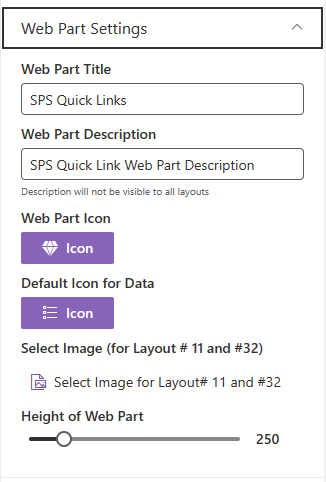 Web Part Settings
Web Part Title
SPS Quick Links
Web Part Description
SPS Quick Link Web Part Description
Description will not be visible to all layouts
Web Part Icon
Icon
Default Icon for Data
Icon
Select Image (for Layout # 11 and #32)
Select Image for Layout# 11 and #32
Height of Web Part
250